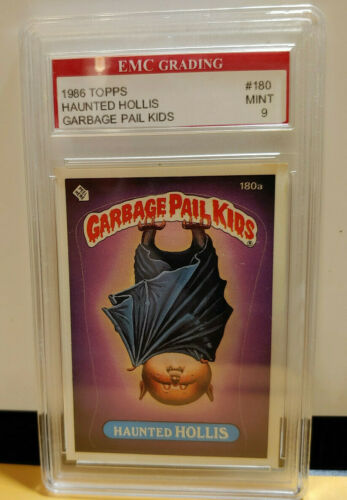 EMC GRADING
1986 TOPPS #180
HAUNTED HOLLIS MINT
GARBAGE PAIL KIDS 9
180a
GARBAGE PAIL KIDS
HAUNTED HOLLIS